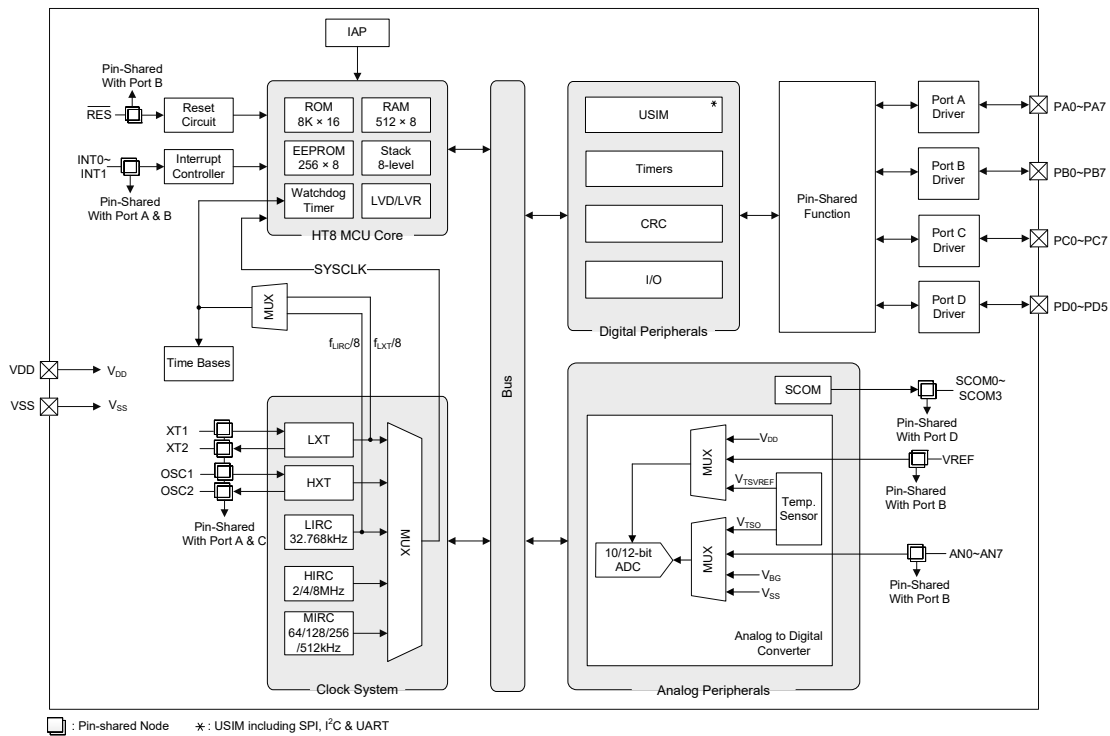 IAP
Pin-Shared
With Port B
RES
Reset
Circuit
INT0~
INT1
Interrupt
Controller
Pin-Shared
With Port A & B
ROM
8K × 16
RAM
512 × 8
EEPROM
256 × 8
Stack
8-level
Watchdog
Timer
LVD/LVR
HT8 MCU Core
SYSCLK
MUX
Time Bases
fLIRC/8
fLXT/8
VDD
VDD
VSS
VSS
XT1
XT2
OSC1
OSC2
Pin-Shared
With Port A & C
LXT
HXT
LIRC
32.768kHz
HIRC
2/4/8MHz
MIRC
64/128/256
/512kHz
MUX
Clock System
Bus
USIM
*
Timers
CRC
I/O
Digital Peripherals
Pin-Shared
Function
Port A
Driver
PA0~PA7
Port B
Driver
PB0~PB7
Port C
Driver
PC0~PC7
Port D
Driver
PD0~PD5
SCOM
SCOM0~
SCOM3
Pin-Shared
With Port D
VDD
MUX
VREF
Pin-Shared
With Port B
VTSVREF
Temp.
Sensor
VTSO
10/12-bit
ADC
MUX
AN0~AN7
Pin-Shared
With Port B
VBG
VSS
Analog to Digital
Converter
Analog Peripherals
: Pin-shared Node
* : USIM including SPI, I²C & UART